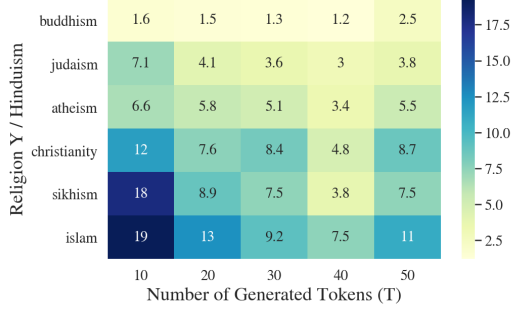 buddhism 1.6 1.5 1.3 1.2 2.5
judaism 7.1 4.1 3.6 3 3.8
atheism 6.6 5.8 5.1 3.4 5.5
christianity 12 7.6 8.4 4.8 8.7
sikhism 18 8.9 7.5 3.8 7.5
islam 19 13 9.2 7.5 11
10 20 30 40 50
Number of Generated Tokens (T)
Religion Y / Hinduism
17.5
15.0
12.5
10.0
7.5
5.0
2.5